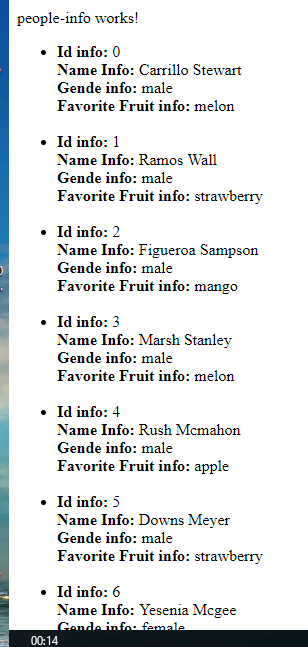 people-info works!
Id info: 0
Name Info: Carrillo Stewart
Gende info: male
Favorite Fruit info: melon
Id info: 1
Name Info: Ramos Wall
Gende info: male
Favorite Fruit info: strawberry
Id info: 2
Name Info: Figueroa Sampson
Gende info: male
Favorite Fruit info: mango
Id info: 3
Name Info: Marsh Stanley
Gende info: male
Favorite Fruit info: melon
Id info: 4
Name Info: Rush Mcmahon
Gende info: male
Favorite Fruit info: apple
Id info: 5
Name Info: Downs Meyer
Gende info: male
Favorite Fruit info: strawberry
Id info: 6
Name Info: Yesenia Mcgee
Gende info: female
00:14